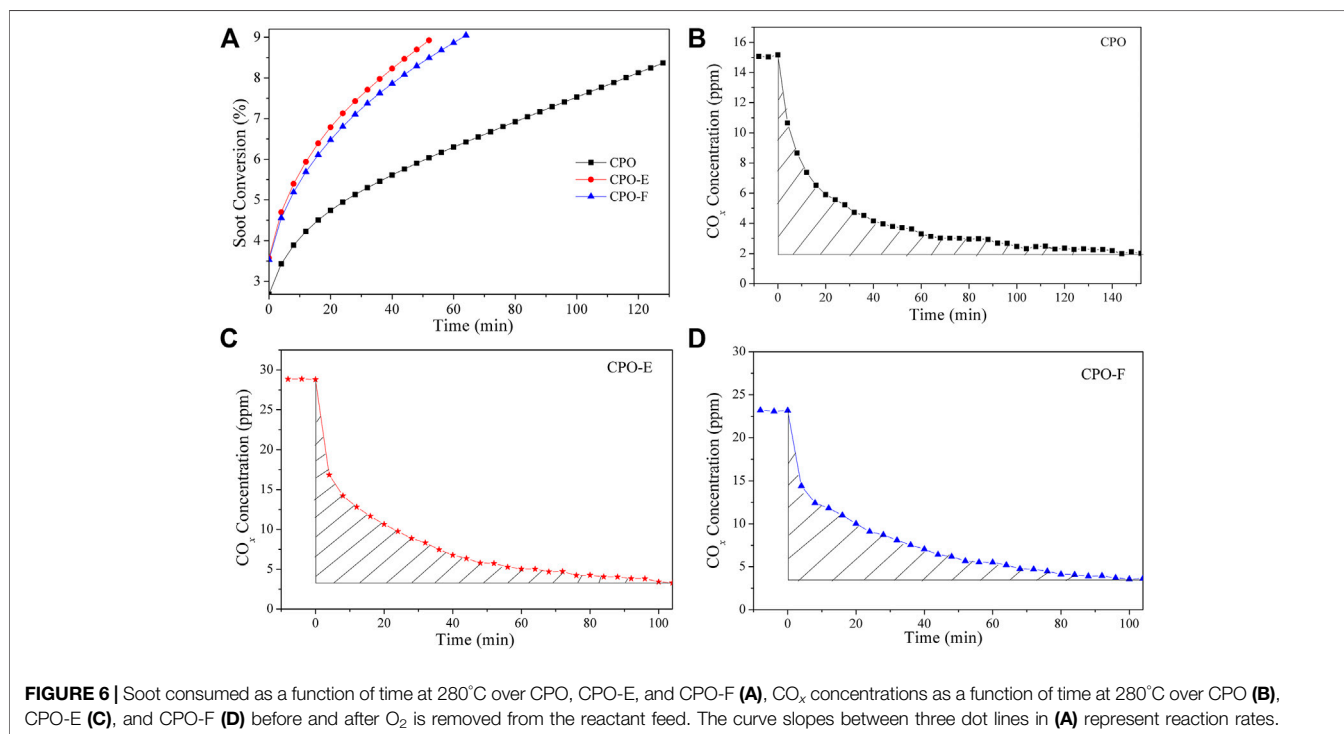 A
Soot Conversion (%)
9
8
7
6
5
4
3
0 20 40 60 80 100 120
Time (min)
CPO
CPO-E
CPO-F
B
CPO
COx Concentration (ppm)
16
14
12
10
8
6
4
2
0
0 20 40 60 80 100 120 140
Time (min)
C
CPO-E
COx Concentration (ppm)
30
25
20
15
10
5
0
0 20 40 60 80 100
Time (min)
D
CPO-F
COx Concentration (ppm)
30
25
20
15
10
5
0
0 20 40 60 80 100
Time (min)
FIGURE 6 | Soot consumed as a function of time at 280°C over CPO, CPO-E, and CPO-F (A), COx concentrations as a function of time at 280°C over CPO (B),
CPO-E (C), and CPO-F (D) before and after O2 is removed from the reactant feed. The curve slopes between three dot lines in (A) represent reaction rates.